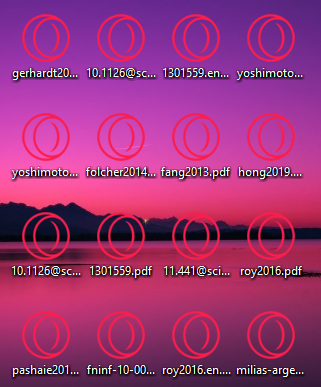 gerhardt20...
10.1126@sc...
1301559.en...
yoshimoto...
yoshimoto...
folcher2014...
fang2013.pdf
hong2019....
10.1126@sc...
1301559.pdf
11.441@sci...
roy2016.pdf
pashaie201...
fninf-10-00...
roy2016.en....
milias-arge...